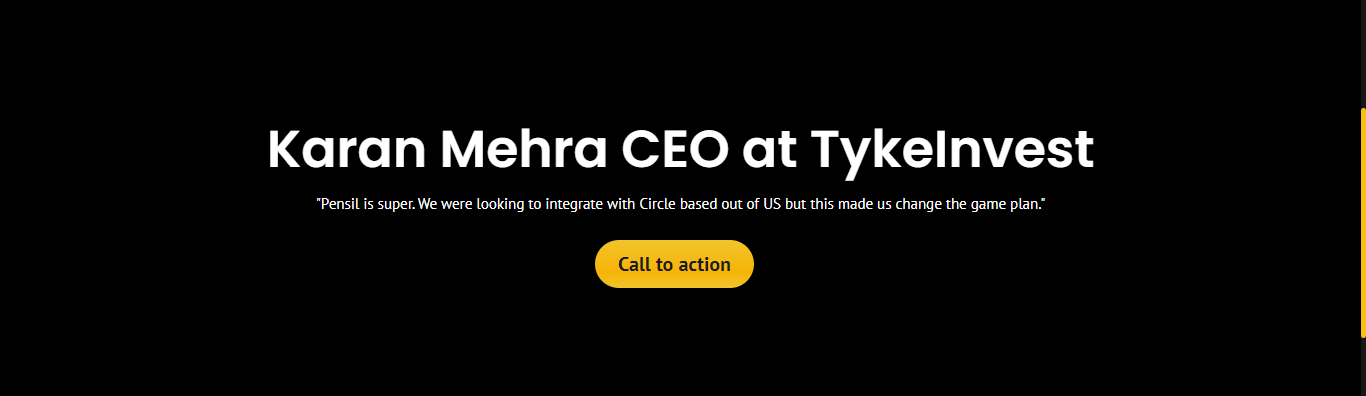 Karan Mehra CEO at TykeInvest
"Pensil is super. We were looking to integrate with Circle based out of US but this made us change the game plan."
Call to action